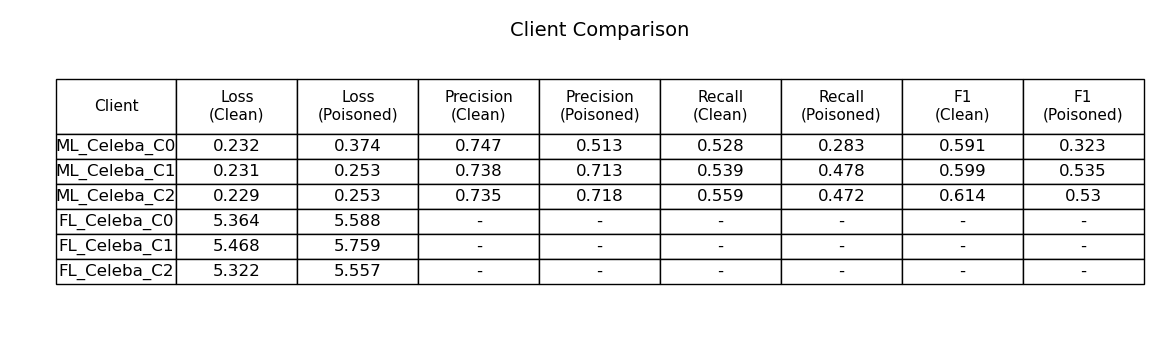 Client Comparison
Client | Loss (Clean) | Loss (Poisoned) | Precision (Clean) | Precision (Poisoned) | Recall (Clean) | Recall (Poisoned) | F1 (Clean) | F1 (Poisoned)
ML_Celeba_C0 | 0.232 | 0.374 | 0.747 | 0.513 | 0.528 | 0.283 | 0.591 | 0.323
ML_Celeba_C1 | 0.231 | 0.253 | 0.738 | 0.713 | 0.539 | 0.478 | 0.599 | 0.535
ML_Celeba_C2 | 0.229 | 0.253 | 0.735 | 0.718 | 0.559 | 0.472 | 0.614 | 0.53
FL_Celeba_C0 | 5.364 | 5.588 | - | - | - | - | - | -
FL_Celeba_C1 | 5.468 | 5.759 | - | - | - | - | - | -
FL_Celeba_C2 | 5.322 | 5.557 | - | - | - | - | - | -